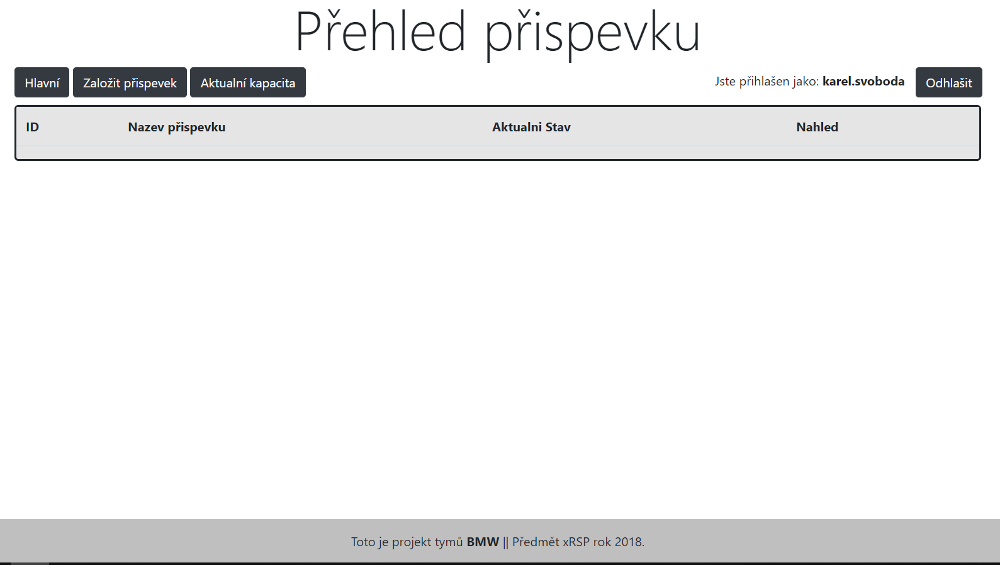 Přehled přispevku
Hlavní Založit přispevek Aktualní kapacita Jste přihlašen jako: karel.svoboda Odhlašit
ID Nazev přispevku Aktualni Stav Nahled
Toto je projekt tymů BMW || Předmět xRSP rok 2018.